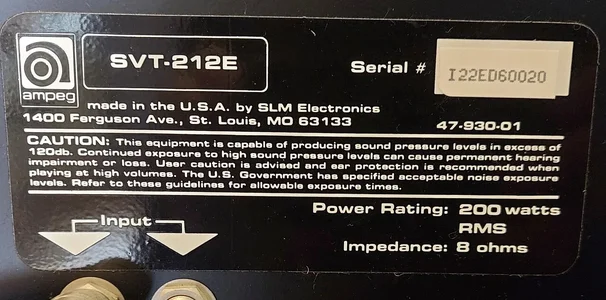 ampeg
SVT-212E
Serial # I22ED60020
made in the U.S.A. by SLM Electronics
1400 Ferguson Ave., St. Louis, MO 63133
47-930-01
CAUTION: This equipment is capable of producing sound pressure levels in excess of
120db. Continued exposure to high sound pressure levels can cause permanent hearing
impairment or loss. User caution is advised and ear protection is recommended when
playing at high volumes. The U.S. Government has specified acceptable noise exposure
levels. Refer to these guidelines for allowable exposure times.
Input
Power Rating: 200 watts
RMS
Impedance: 8 ohms